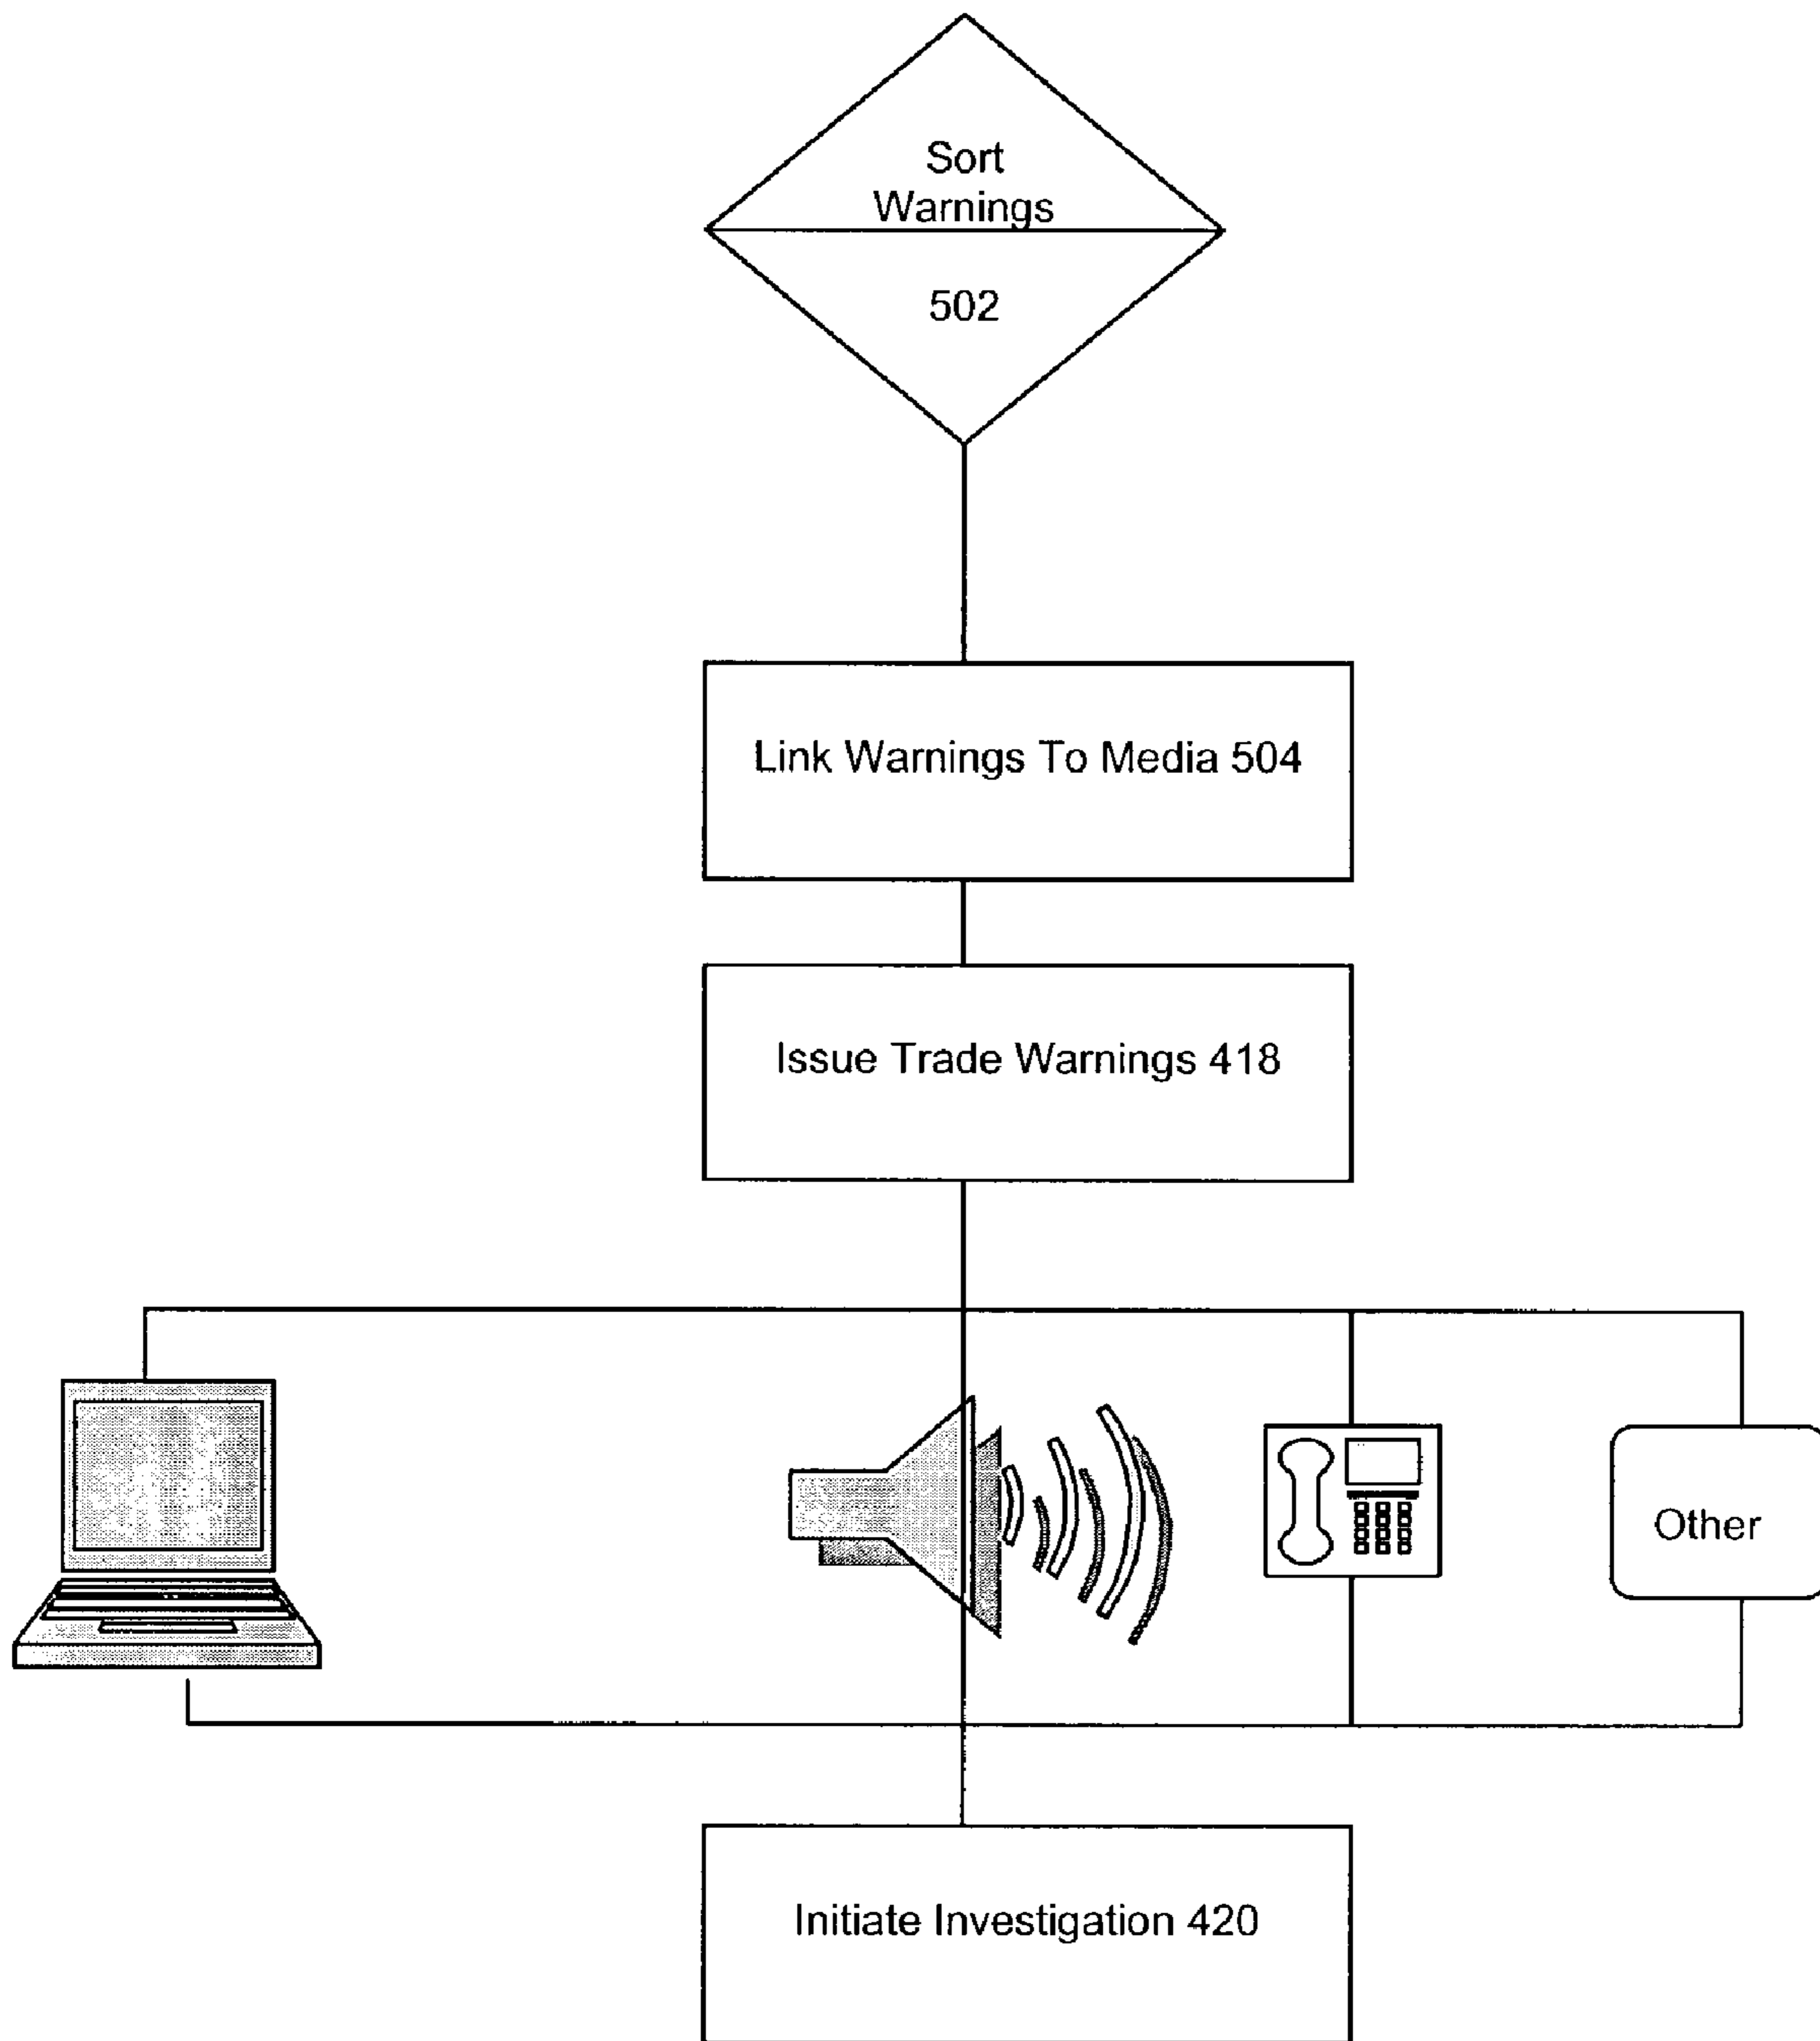 Sort
Warnings
502
Link Warnings To Media 504
Issue Trade Warnings 418
Other
Initiate Investigation 420